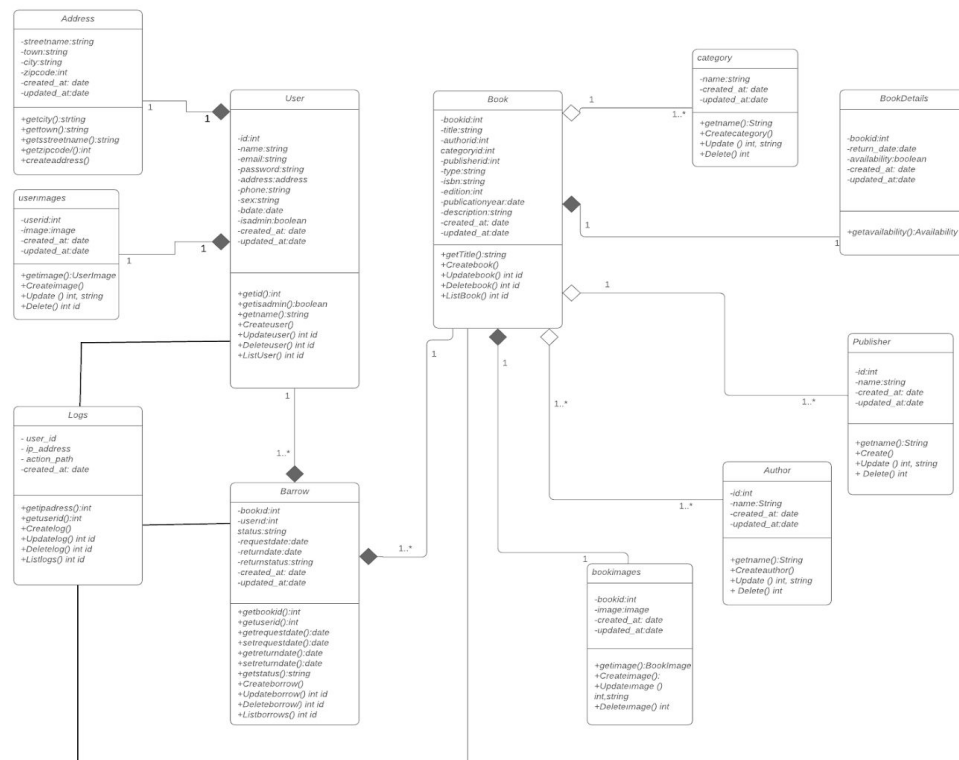 Address
-streetname:string
-town:string
-city:string
-zipcode:int
-created_at: date
-updated_at:date
+getcity():strting
+gettown():string
+getsstreetname():string
+getzipcode/():int
+createaddress()
1
1
userimages
-userid:int
-image:image
-created_at: date
-updated_at:date
+getimage():UserImage
+Createimage()
+Update () int, string
+Delete() int id
1
1
User
-id:int
-name:string
-email:string
-password:string
-address:address
-phone:string
-sex:string
-bdate:date
-isadmin:boolean
-created_at: date
-updated_at:date
+getid():int
+getisadmin():boolean
+getname():string
+Createuser()
+Updateuser() int id
+Deleteuser() int id
+ListUser() int id
1
1..*
Logs
- user_id
- ip_address
- action_path
-created_at: date
+getipadress():int
+getuserid():int
+Createlog()
+Updatelog() int id
+Deletelog() int id
+Listlogs() int id
Barrow
-bookid:int
-userid:int
status:string
-requestdate:date
-returndate:date
-returnstatus:string
-created_at: date
-updated_at:date
+getbookid():int
+getuserid():int
+getrequestdate():date
+setrequestdate():date
+getreturndate():date
+setreturndate():date
+getstatus():string
+Createborrow()
+Updateborrow() int id
+Deleteborrow/) int id
+Listborrows() int id
1
1..*
Book
-bookid:int
-title:string
-authorid:int
categoryid:int
-publisherid:int
-type:string
-isbn:string
-edition:int
-publicationyear:date
-description:string
-created_at: date
-updated_at:date
+getTitle():string
+Createbook()
+Updatebook() int id
+Deletebook() int id
+ListBook() int id
1
1..*
category
-name:string
-created_at: date
-updated_at:date
+getname():String
+Createcategory()
+Update () int, string
+Delete() int
1
1
BookDetails
-bookid:int
-return_date:date
-availability:boolean
-created_at: date
-updated_at:date
+getavailability():Availability
1
1..*
Publisher
-id:int
-name:string
-created_at: date
-updated_at:date
+getname():String
+Create()
+Update () int, string
+ Delete() int
1..*
1..*
Author
-id:int
-name:String
-created_at: date
-updated_at:date
+getname():String
+Createauthor()
+Update () int, string
+ Delete() int
1
1
bookimages
-bookid:int
-image:image
-created_at: date
-updated_at:date
+getimage():BookImage
+Createimage():
+Updateimage ()
int,string
+Deleteimage() int